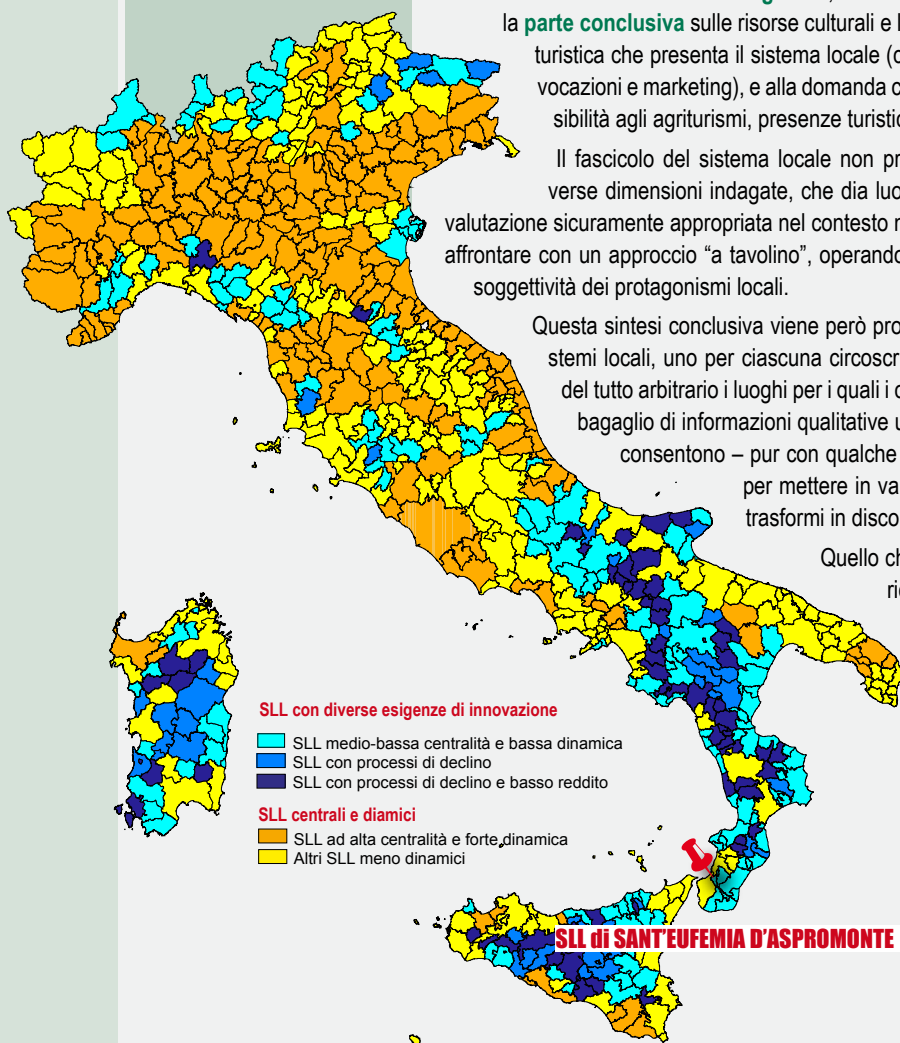 la parte conclusiva sulle risorse culturali e l
turistica che presenta il sistema locale (
vocazioni e marketing), e alla domanda
sibilità agli agriturismi, presenze turistic
Il fascicolo del sistema locale non pr
verse dimensioni indagate, che dia luo
valutazione sicuramente appropriata nel contesto
affrontare con un approccio “a tavolino”, operando
soggettività dei protagonismi locali.
Questa sintesi conclusiva viene però pro
stemi locali, uno per ciascuna circoscr
del tutto arbitrario i luoghi per i quali i
bagaglio di informazioni qualitative u
consentono – pur con qualche
per mettere in va
trasformi in disco
Quello ch
ri
SLL con diverse esigenze di innovazione
SLL medio-bassa centralità e bassa dinamica
SLL con processi di declino
SLL con processi di declino e basso reddito
SLL centrali e diamici
SLL ad alta centralità e forte dinamica
Altri SLL meno dinamici
SLL di SANT'EUFEMIA D'ASPROMONTE